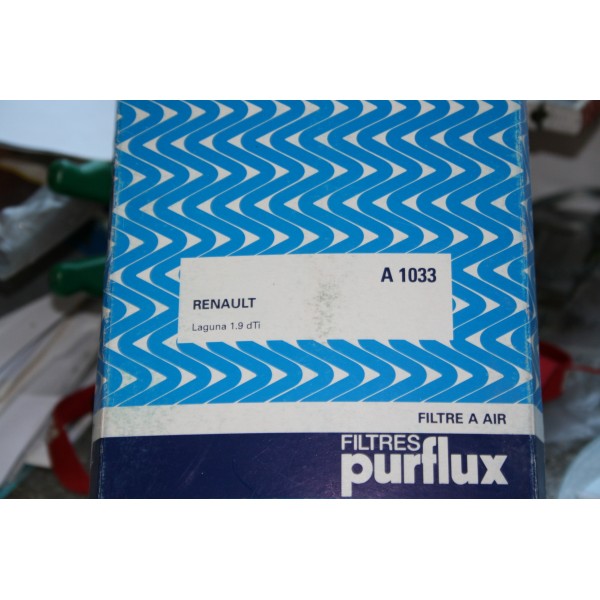 A 1033
RENAULT
Laguna 1.9 dTi
FILTRE A AIR
FILTRES
purflux